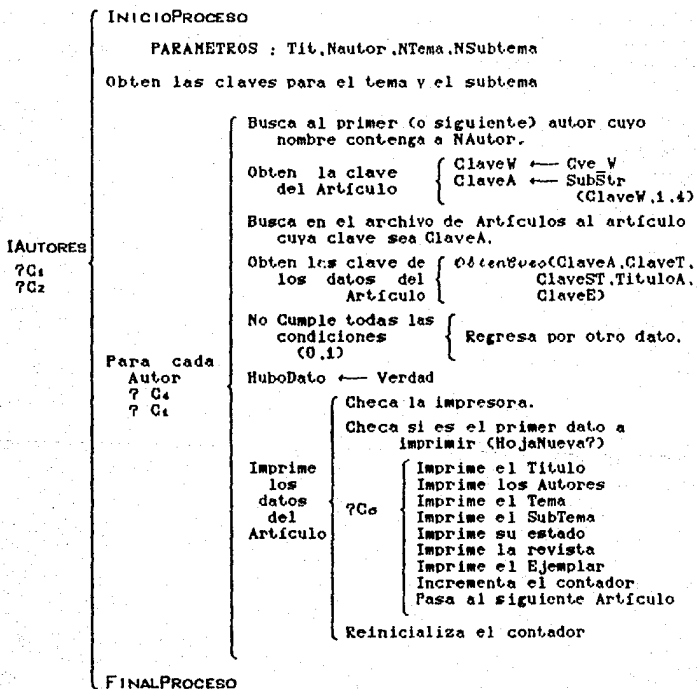 INICIOPROCESO
PARAMETROS : Tit,Nautor,NTema,NSubtema
Obten las claves para el tema y el subtema
Busca al primer (o siguiente) autor cuyo
nombre contenga a NAutor.
Obten la clave
del Artículo
ClaveW ← Cve_W
ClaveA ← SubStr
(ClaveW,1,4)
Busca en el archivo de Artículos al artículo
cuya clave sea ClaveA.
IAUTORES
?C1
?C2
Obten las clave de
los datos del
Artículo
ObtenBueo(ClaveA,ClaveT,
ClaveST,TituloA,
ClaveE)
No Cumple todas las
condiciones
(0,1)
Regresa por otro dato.
Para cada
Autor
? C4
? C1
HuboDato ← Verdad
Imprime
los
datos
del
Artículo
Checa la impresora.
Checa si es el primer dato a
imprimir (HojaNueva?)
?C6
Imprime el Titulo
Imprime los Autores
Imprime el Tema
Imprime el SubTema
Imprime su estado
Imprime la revista
Imprime el Ejemplar
Incrementa el contador
Pasa al siguiente Artículo
Reinicializa el contador
FINALPROCESO